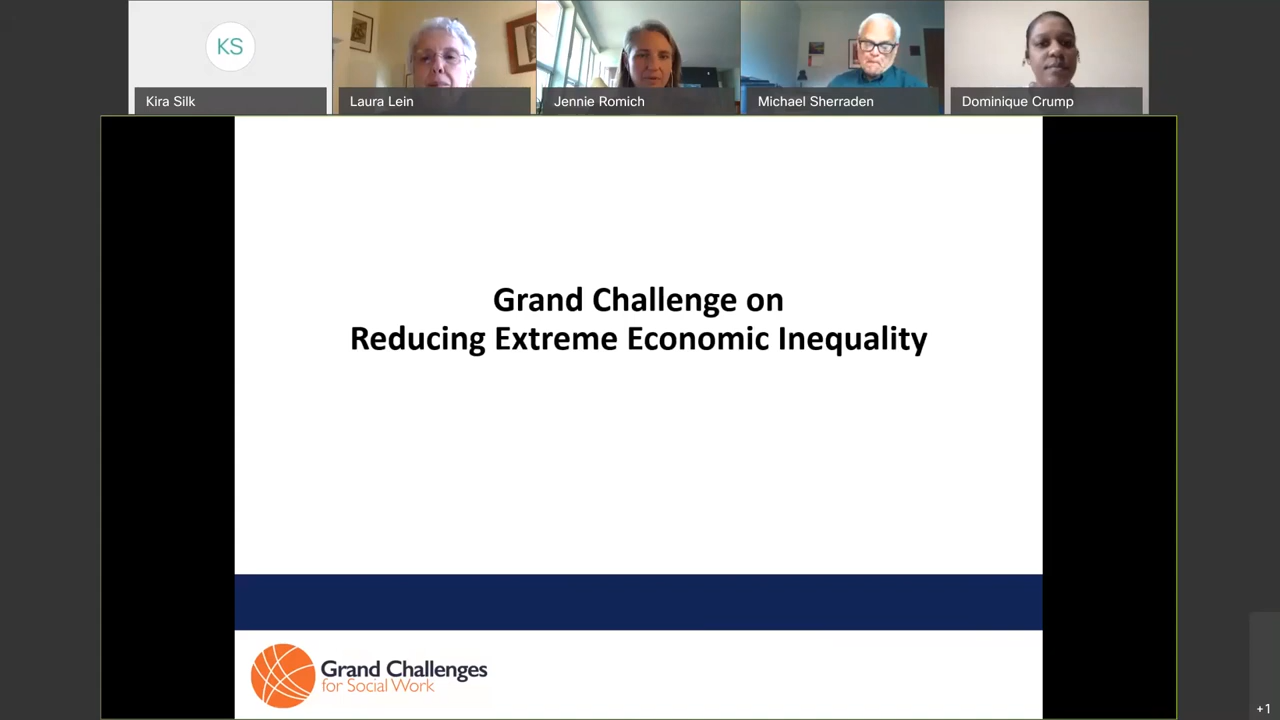 KS
Kira Silk
Laura Lein
Jennie Romich
Michael Sherraden
Dominique Crump
Grand Challenge on
Reducing Extreme Economic Inequality
Grand Challenges
for Social Work
+1